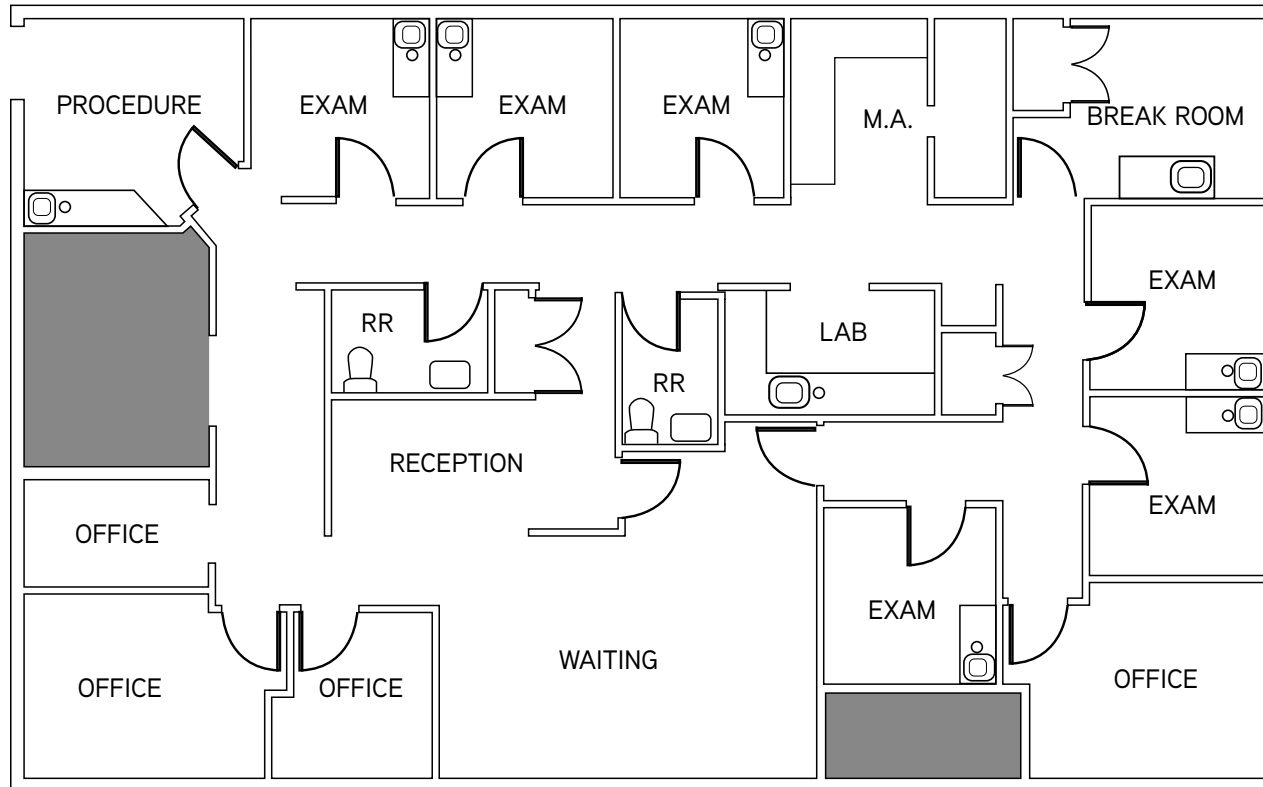 PROCEDURE
EXAM
EXAM
EXAM
M.A.
BREAK ROOM
EXAM
RR
LAB
RR
RECEPTION
EXAM
OFFICE
EXAM
WAITING
OFFICE
OFFICE
OFFICE